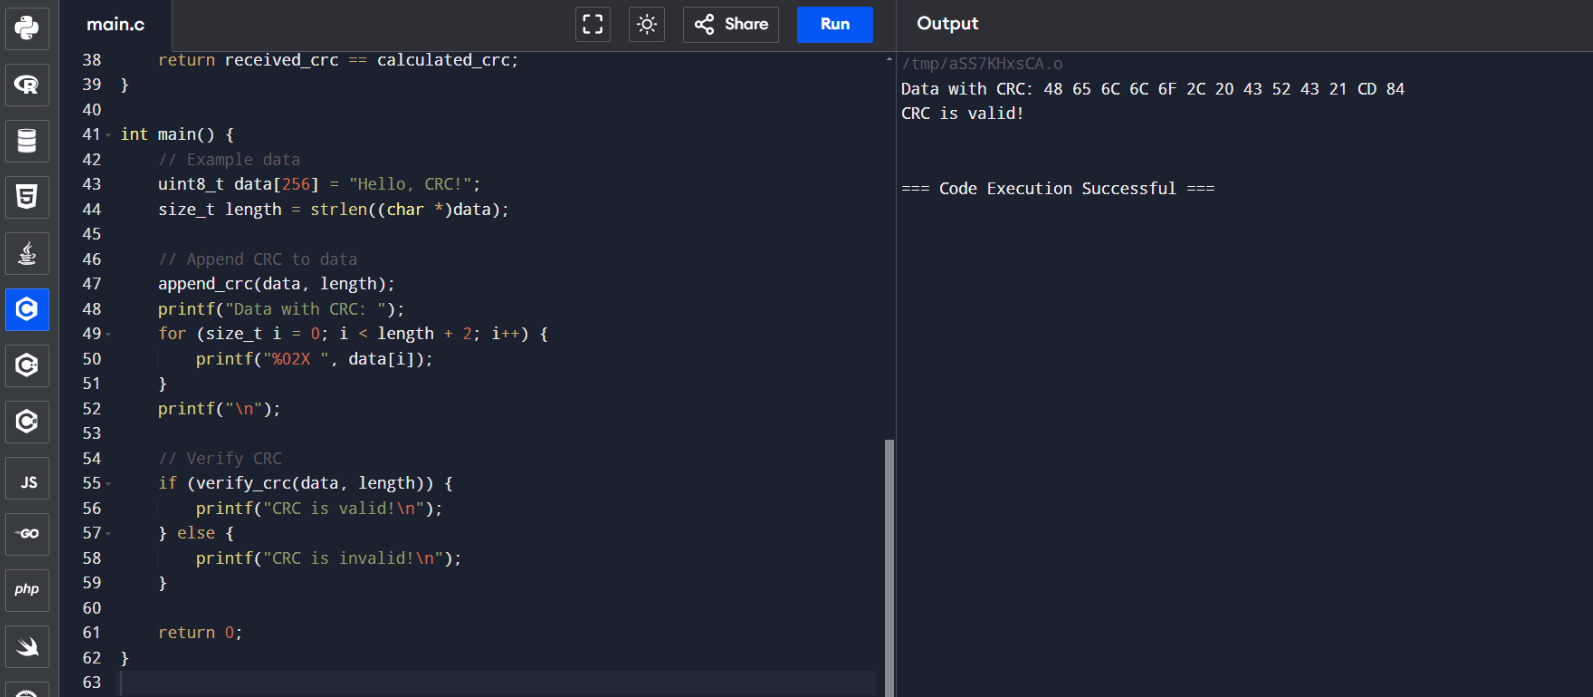 main.c
Share
Run
Output
38     return received_crc == calculated_crc;
39 }
40
41 int main() {
42     // Example data
43     uint8_t data[256] = "Hello, CRC!";
44     size_t length = strlen((char *)data);
45
46     // Append CRC to data
47     append_crc(data, length);
48     printf("Data with CRC: ");
49     for (size_t i = 0; i < length + 2; i++) {
50         printf("%02X ", data[i]);
51     }
52     printf("\n");
53
54     // Verify CRC
55     if (verify_crc(data, length)) {
56         printf("CRC is valid!\n");
57     } else {
58         printf("CRC is invalid!\n");
59     }
60
61     return 0;
62 }
63
/tmp/aSS7KHxsCA.o
Data with CRC: 48 65 6C 6C 6F 2C 20 43 52 43 21 CD 84
CRC is valid!
=== Code Execution Successful ===
R
5
C
C
C
JS
GO
php